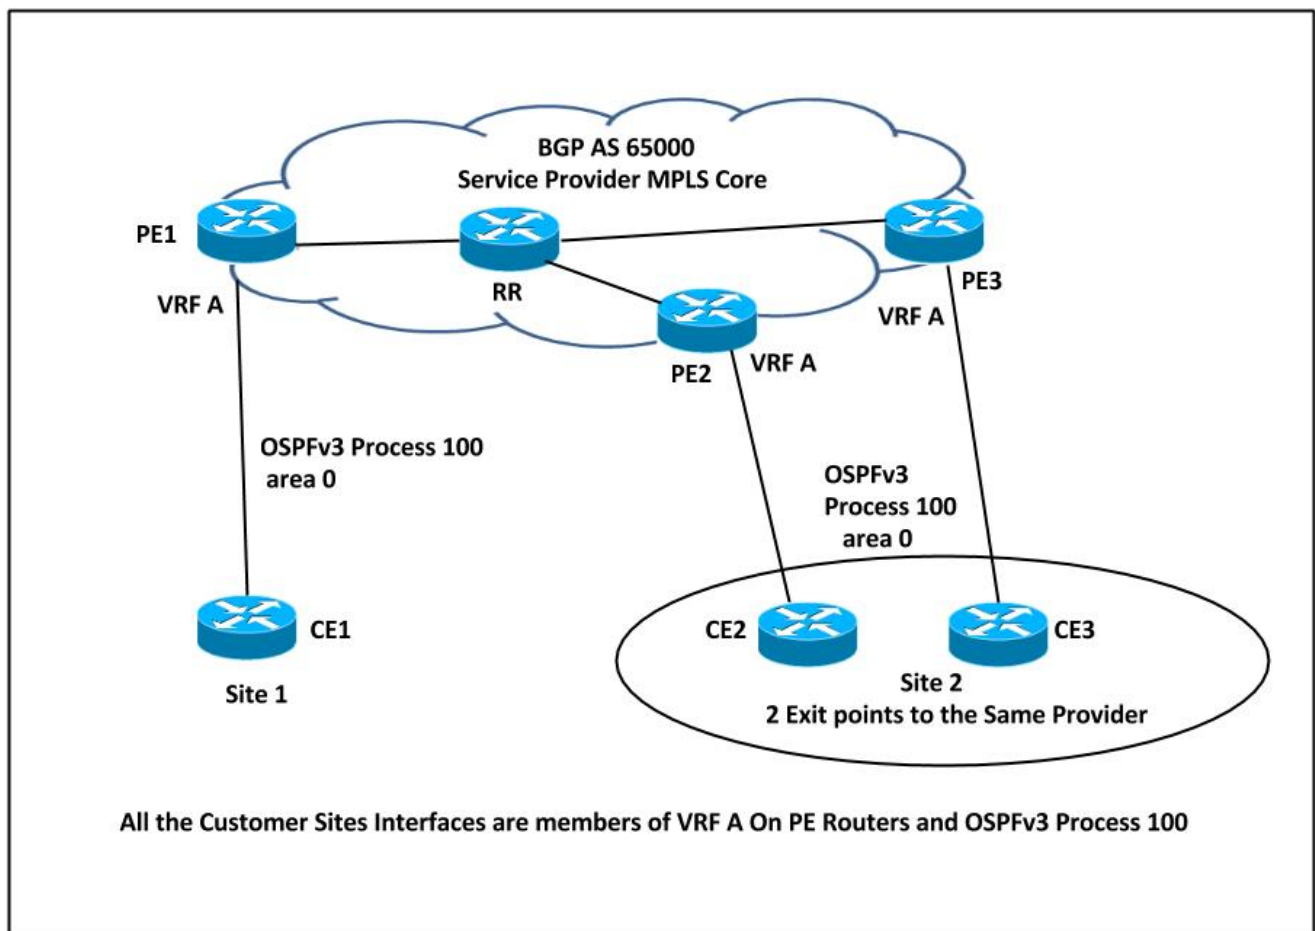 BGP AS 65000
Service Provider MPLS Core
PE1
RR
PE3
VRF A
VRF A
PE2
VRF A
OSPFv3 Process 100
area 0
OSPFv3
Process 100
area 0
CE1
CE2
CE3
Site 1
Site 2
2 Exit points to the Same Provider
All the Customer Sites Interfaces are members of VRF A On PE Routers and OSPFv3 Process 100